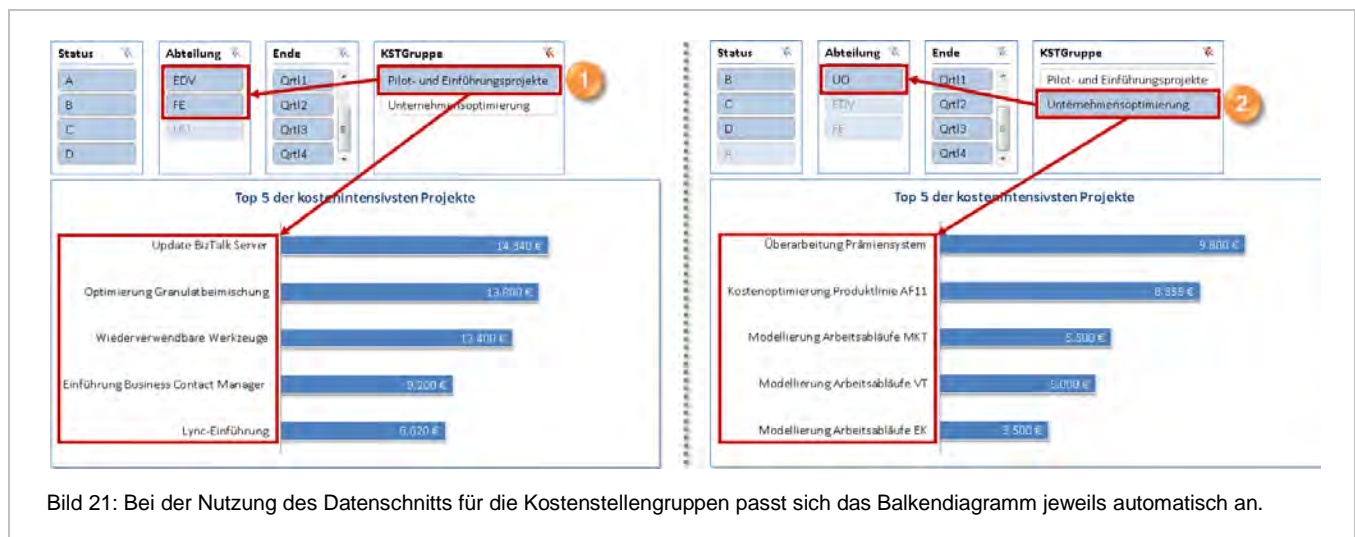 Status Abteilung Ende KSTGruppe
A EDV Qrtl1 Pilot- und Einführungsprojekte 1
B FE Qrtl2 Unternehmensoptimierung
C UO Qrtl3
D Qrtl4
Top 5 der kostenintensivsten Projekte
Update BizTalk Server 14.340 €
Optimierung Granulatbeimischung 13.800 €
Wiederverwendbare Werkzeuge 12.400 €
Einführung Business Contact Manager 9.200 €
Lync-Einführung
Status Abteilung Ende KSTGruppe
B UO Qrtl1 Pilot- und Einführungsprojekte
C EDV Qrtl2 Unternehmensoptimierung 2
D FE Qrtl3
A Qrtl4
Top 5 der kostenintensivsten Projekte
Überarbeitung Prämiensystem 9.800 €
Kostenoptimierung Produktlinie AF11
Modellierung Arbeitsabläufe MKT 5.500 €
Modellierung Arbeitsabläufe VT 5.000 €
Modellierung Arbeitsabläufe EK 3.500 €
Bild 21: Bei der Nutzung des Datenschnitts für die Kostenstellengruppen passt sich das Balkendiagramm jeweils automatisch an.